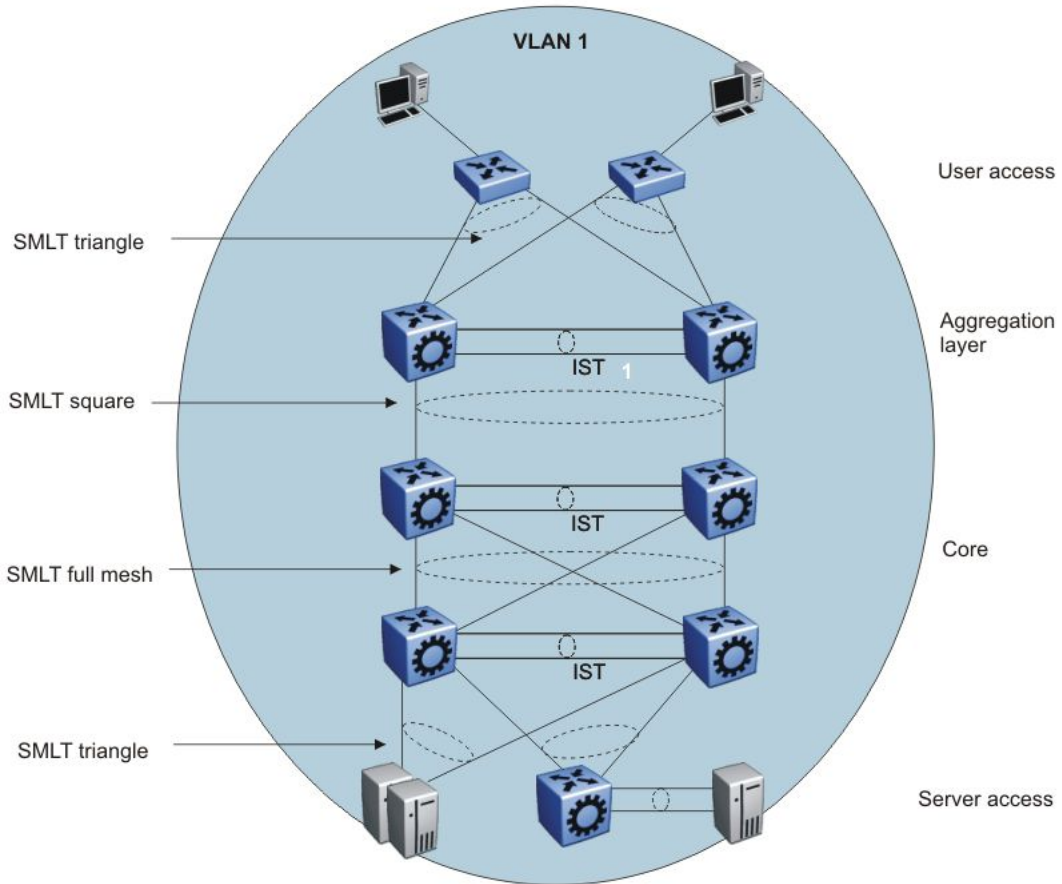 VLAN 1
User access
SMLT triangle
Aggregation
layer
IST 1
SMLT square
IST
Core
SMLT full mesh
IST
SMLT triangle
Server access